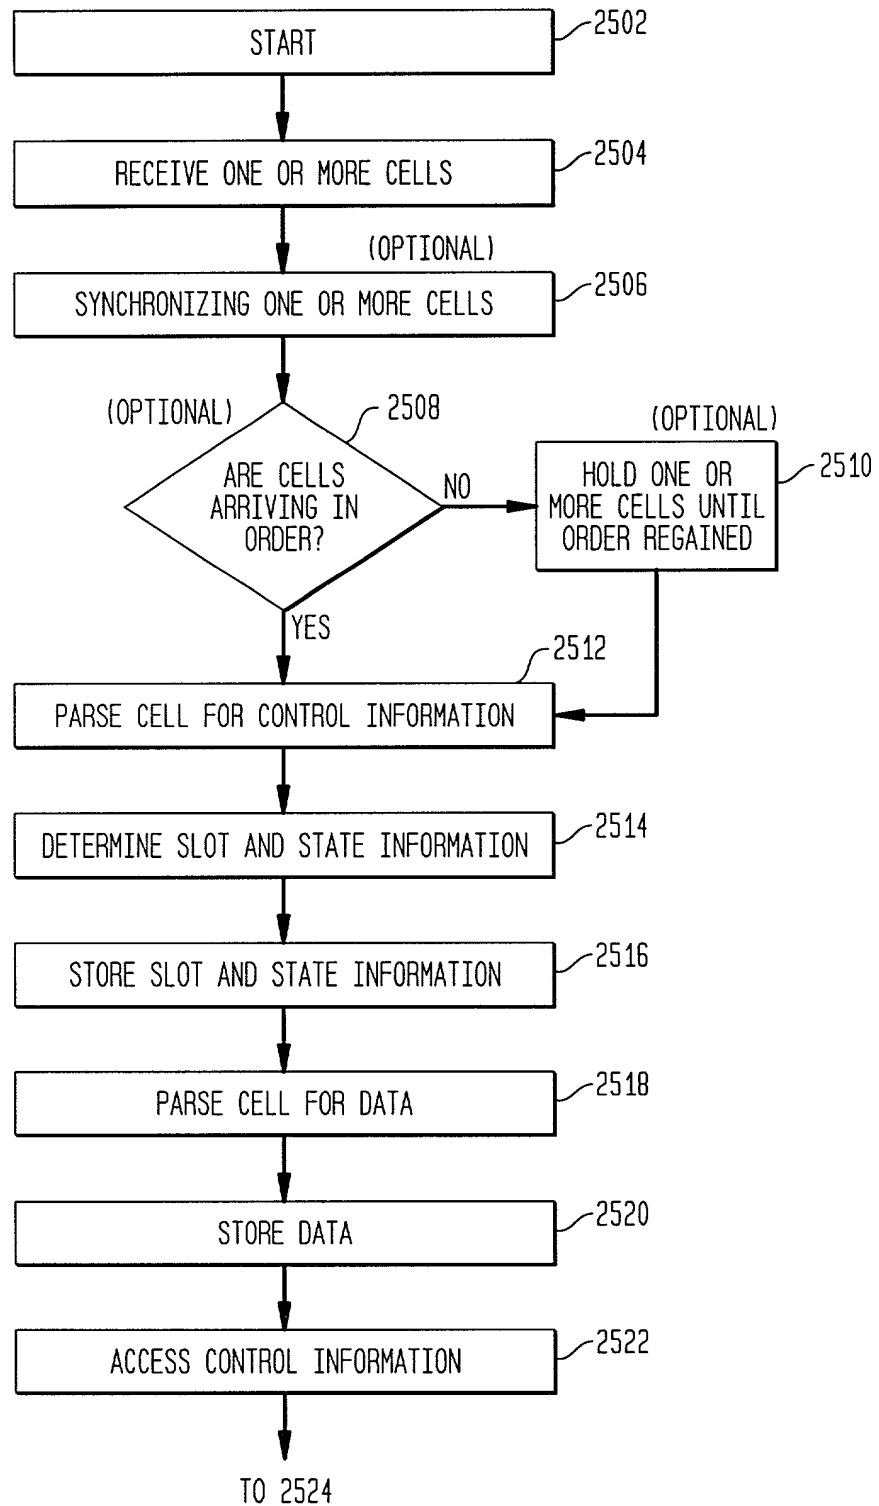 START
2502
RECEIVE ONE OR MORE CELLS
2504
(OPTIONAL)
SYNCHRONIZING ONE OR MORE CELLS
2506
(OPTIONAL)
2508
ARE CELLS
ARRIVING IN
ORDER?
NO
YES
(OPTIONAL)
HOLD ONE OR
MORE CELLS UNTIL
ORDER REGAINED
2510
2512
PARSE CELL FOR CONTROL INFORMATION
DETERMINE SLOT AND STATE INFORMATION
2514
STORE SLOT AND STATE INFORMATION
2516
PARSE CELL FOR DATA
2518
STORE DATA
2520
ACCESS CONTROL INFORMATION
2522
TO 2524